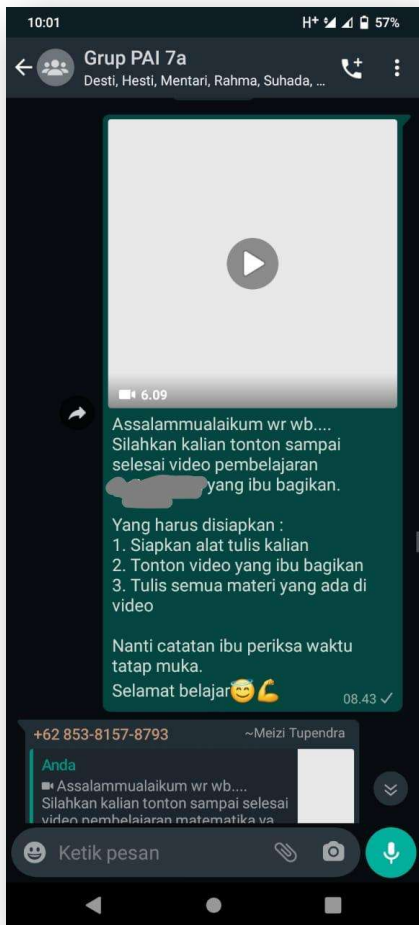 10:01 H+ 57%
Grup PAI 7a
Desti, Hesti, Mentari, Rahma, Suhada, ...
6.09
Assalammualaikum wr wb....
Silahkan kalian tonton sampai
selesai video pembelajaran
yang ibu bagikan.
Yang harus disiapkan :
1. Siapkan alat tulis kalian
2. Tonton video yang ibu bagikan
3. Tulis semua materi yang ada di
video
Nanti catatan ibu periksa waktu
tatap muka.
Selamat belajar😇💪
08.43
+62 853-8157-8793 ~Meizi Tupendra
Anda
Assalammualaikum wr wb....
Silahkan kalian tonton sampai selesai
video pembelajaran matematika ya
Ketik pesan